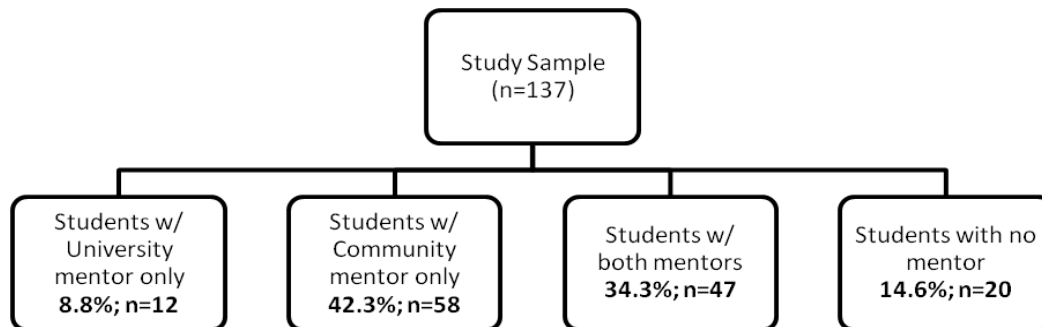 Study Sample
(n=137)
Students w/
University
mentor only
8.8%; n=12
Students w/
Community
mentor only
42.3%; n=58
Students w/
both mentors
34.3%; n=47
Students with no
mentor
14.6%; n=20